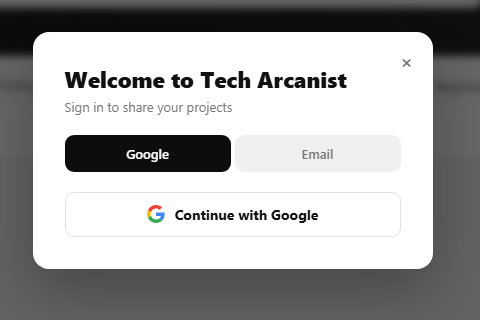 ×
Welcome to Tech Arcanist
Sign in to share your projects
Google
Email
Continue with Google